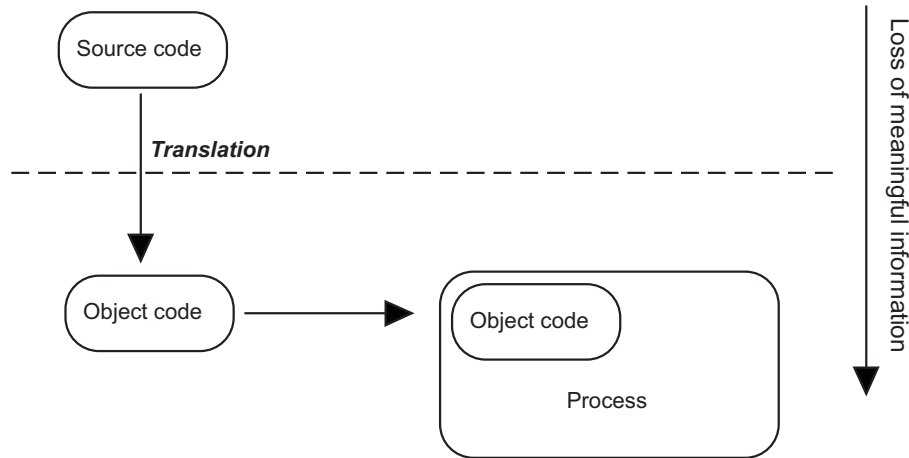 Source code
Translation
Object code
Object code
Process
Loss of meaningful information